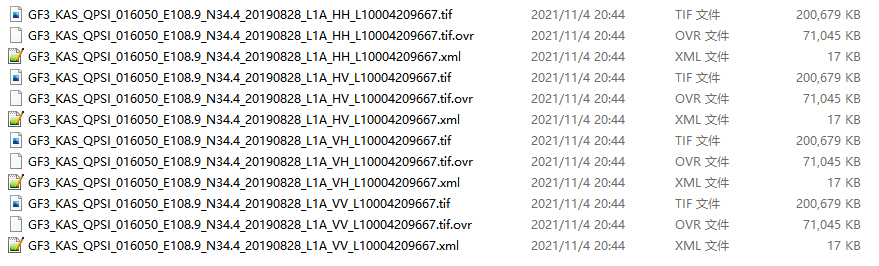 GF3_KAS_QPSI_016050_E108.9_N34.4_20190828_L1A_HH_L10004209667.tif 2021/11/4 20:44 TIF 文件 200,679 KB
GF3_KAS_QPSI_016050_E108.9_N34.4_20190828_L1A_HH_L10004209667.tif.ovr 2021/11/4 20:44 OVR 文件 71,045 KB
GF3_KAS_QPSI_016050_E108.9_N34.4_20190828_L1A_HH_L10004209667.xml 2021/11/4 20:44 XML 文件 17 KB
GF3_KAS_QPSI_016050_E108.9_N34.4_20190828_L1A_HV_L10004209667.tif 2021/11/4 20:44 TIF 文件 200,679 KB
GF3_KAS_QPSI_016050_E108.9_N34.4_20190828_L1A_HV_L10004209667.tif.ovr 2021/11/4 20:44 OVR 文件 71,045 KB
GF3_KAS_QPSI_016050_E108.9_N34.4_20190828_L1A_HV_L10004209667.xml 2021/11/4 20:44 XML 文件 17 KB
GF3_KAS_QPSI_016050_E108.9_N34.4_20190828_L1A_VH_L10004209667.tif 2021/11/4 20:44 TIF 文件 200,679 KB
GF3_KAS_QPSI_016050_E108.9_N34.4_20190828_L1A_VH_L10004209667.tif.ovr 2021/11/4 20:44 OVR 文件 71,045 KB
GF3_KAS_QPSI_016050_E108.9_N34.4_20190828_L1A_VH_L10004209667.xml 2021/11/4 20:44 XML 文件 17 KB
GF3_KAS_QPSI_016050_E108.9_N34.4_20190828_L1A_VV_L10004209667.tif 2021/11/4 20:44 TIF 文件 200,679 KB
GF3_KAS_QPSI_016050_E108.9_N34.4_20190828_L1A_VV_L10004209667.tif.ovr 2021/11/4 20:44 OVR 文件 71,045 KB
GF3_KAS_QPSI_016050_E108.9_N34.4_20190828_L1A_VV_L10004209667.xml 2021/11/4 20:44 XML 文件 17 KB